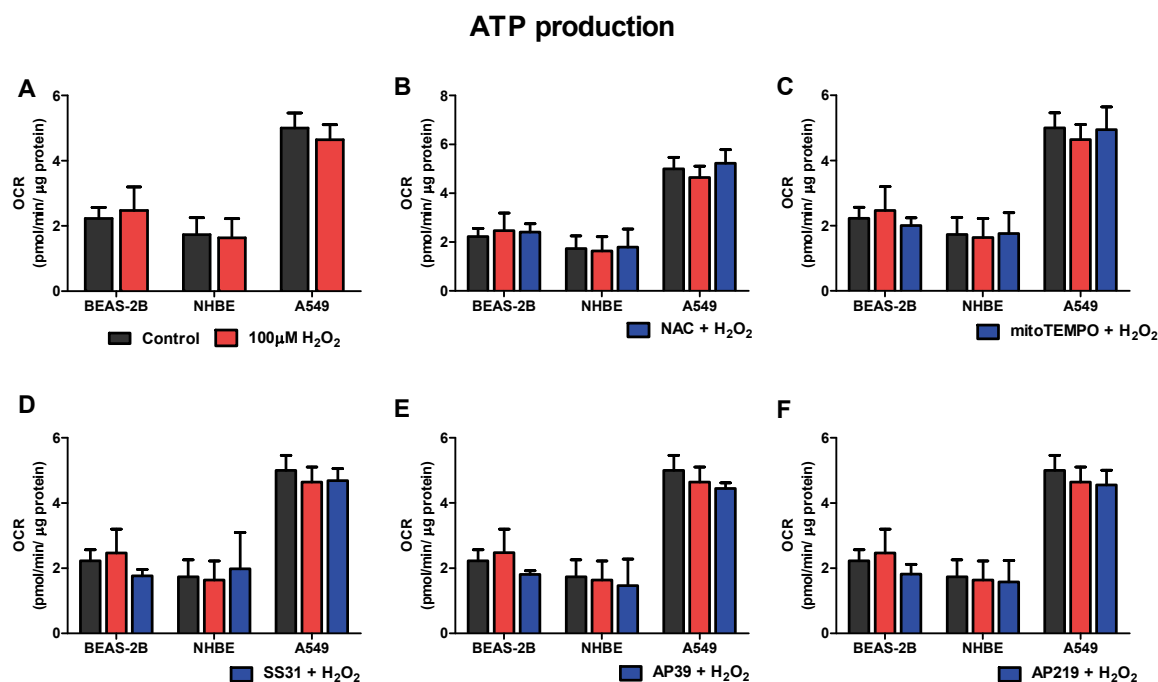 ATP production
A
OCR
(pmol/min/ μg protein)
6
4
2
0
BEAS-2B NHBE A549
Control 100μM H₂O₂
B
OCR
(pmol/min/ μg protein)
8
6
4
2
0
BEAS-2B NHBE A549
NAC + H₂O₂
C
OCR
(pmol/min/ μg protein)
6
4
2
0
BEAS-2B NHBE A549
mitoTEMPO + H₂O₂
D
OCR
(pmol/min/ μg protein)
6
4
2
0
BEAS-2B NHBE A549
SS31 + H₂O₂
E
OCR
(pmol/min/ μg protein)
6
4
2
0
BEAS-2B NHBE A549
AP39 + H₂O₂
F
OCR
(pmol/min/ μg protein)
6
4
2
0
BEAS-2B NHBE A549
AP219 + H₂O₂